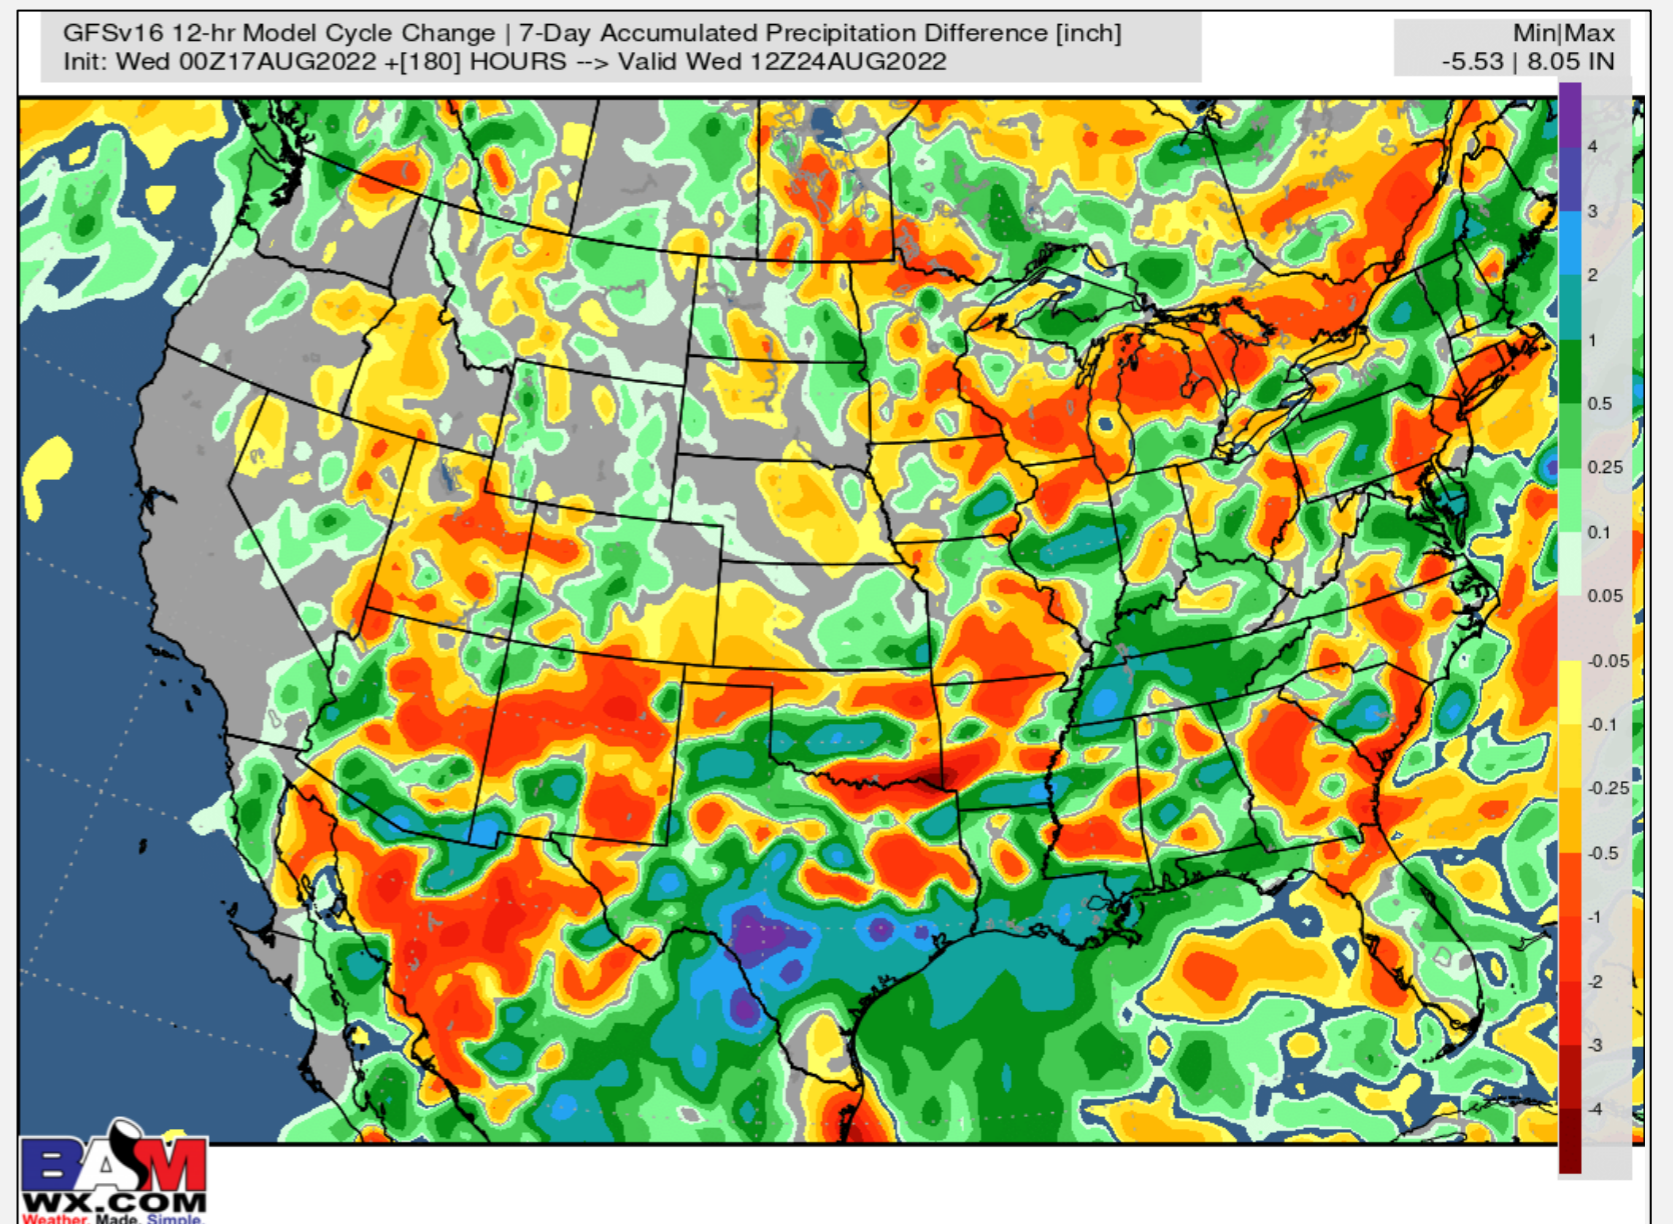 GFSv16 12-hr Model Cycle Change | 7-Day Accumulated Precipitation Difference [inch]
Init: Wed 00Z17AUG2022 +[180] HOURS --> Valid Wed 12Z24AUG2022
Min|Max
-5.53 | 8.05 IN
4
3
2
1
0.5
0.25
0.1
0.05
-0.05
-0.1
-0.25
-0.5
-1
-2
-3
-4
BAM
WX.COM
Weather. Made. Simple.